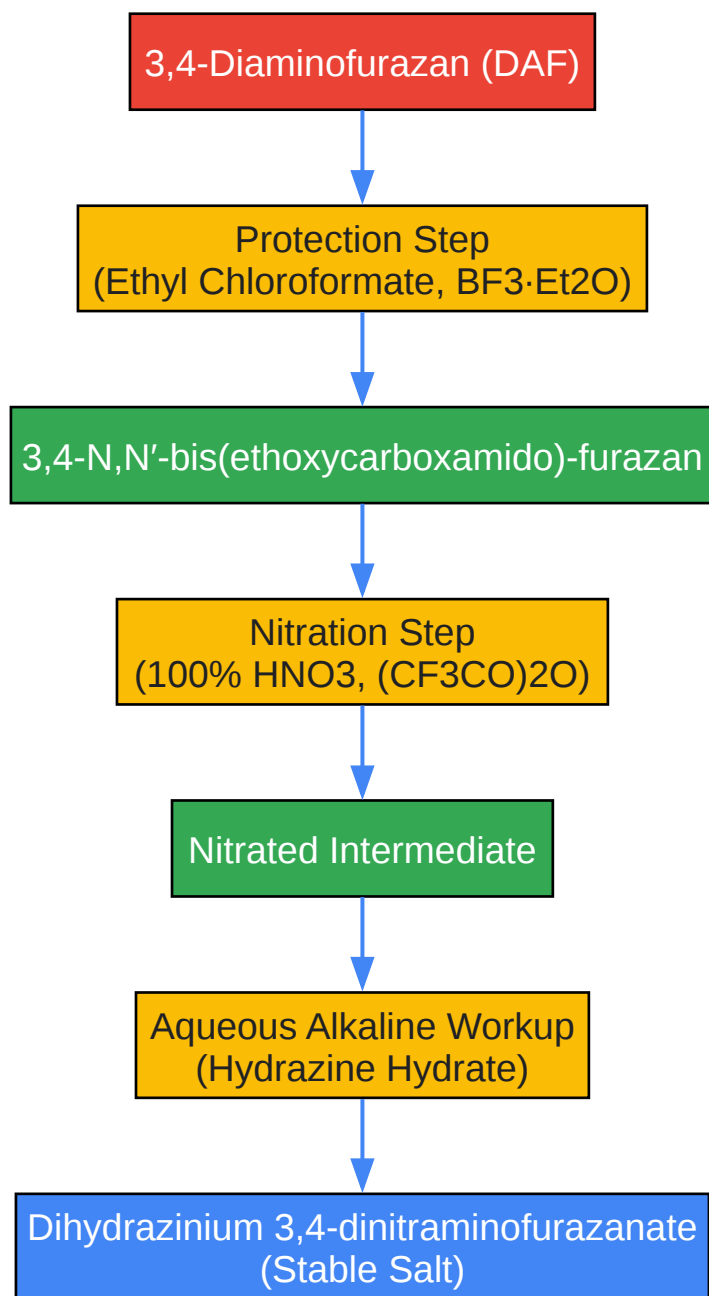 3,4-Diaminofurazan (DAF)
Protection Step
(Ethyl Chloroformate, BF3·Et2O)
3,4-N,N′-bis(ethoxycarboxamido)-furazan
Nitration Step
(100% HNO3, (CF3CO)2O)
Nitrated Intermediate
Aqueous Alkaline Workup
(Hydrazine Hydrate)
Dihydrazinium 3,4-dinitraminofurazanate
(Stable Salt)